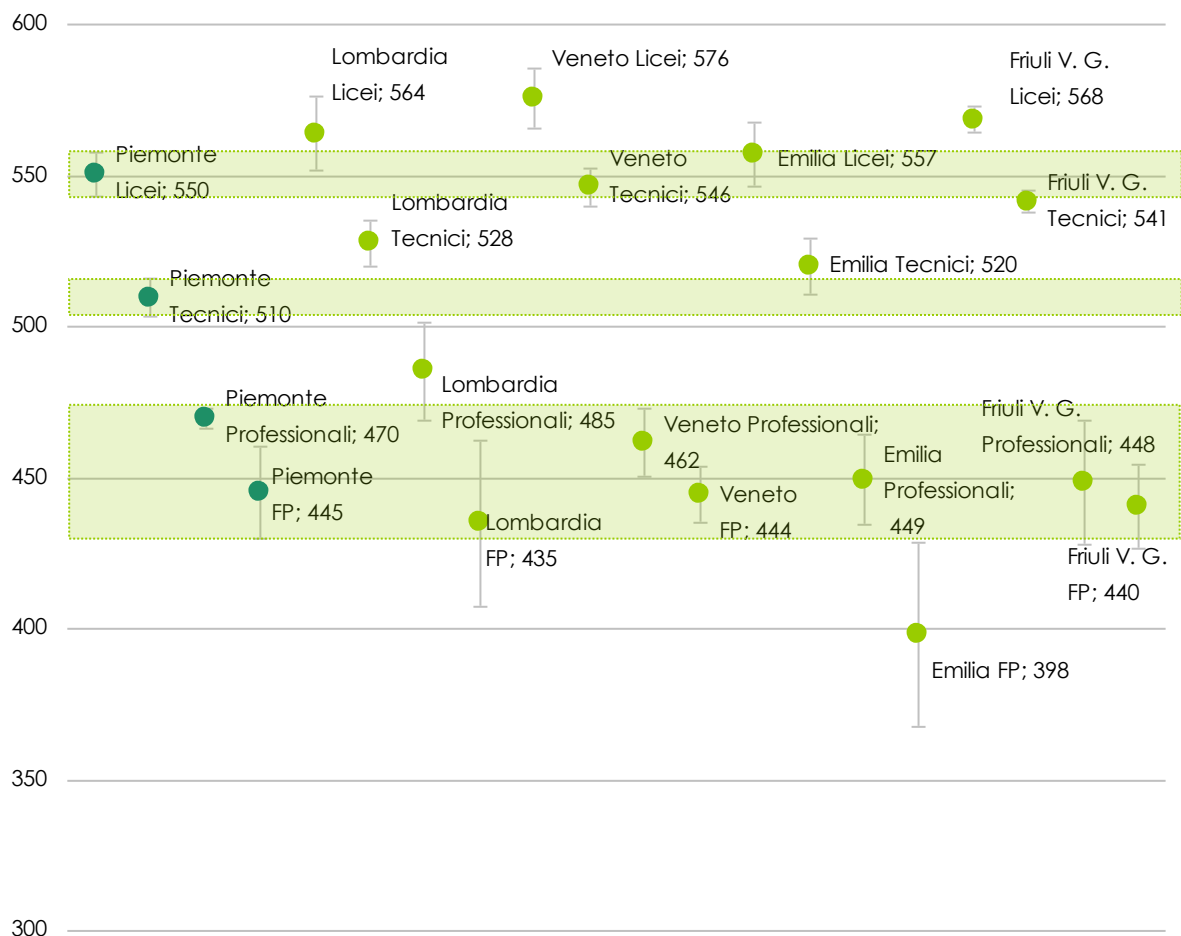 600
Lombardia
Licei; 564
Veneto Licei; 576
Friuli V. G.
Licei; 568
550
Piemonte
Licei; 550
Veneto
Tecnici; 546
Emilia Licei; 557
Friuli V. G.
Tecnici; 541
Lombardia
Tecnici; 528
Piemonte
Tecnici; 510
Emilia Tecnici; 520
500
Piemonte
Professionali; 470
Lombardia
Professionali; 485
Veneto Professionali;
462
Friuli V. G.
Professionali; 448
450
Piemonte
FP; 445
Lombardia
FP; 435
Veneto
FP; 444
Emilia
Professionali;
449
Friuli V. G.
FP; 440
400
Emilia FP; 398
350
300